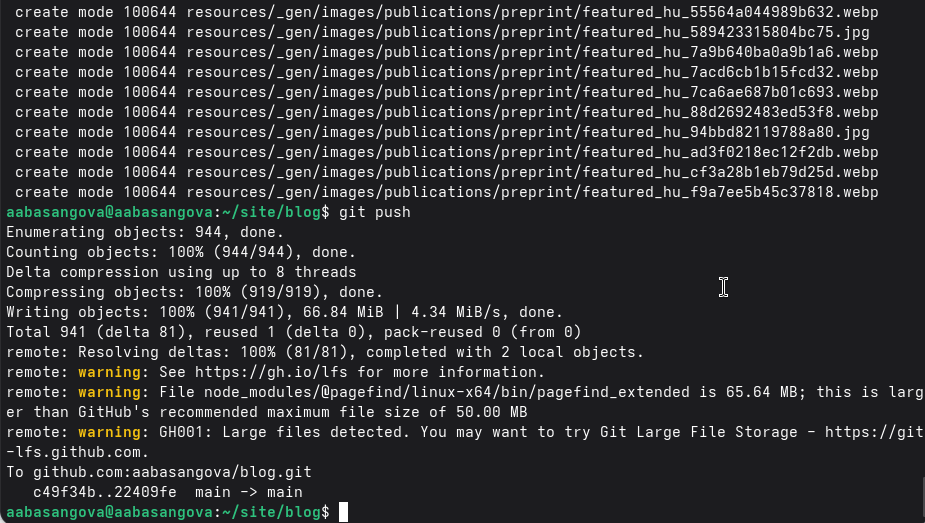 create mode 100644 resources/_gen/images/publications/preprint/featured_hu_55564a044989b632.webp
create mode 100644 resources/_gen/images/publications/preprint/featured_hu_589423315804bc75.jpg
create mode 100644 resources/_gen/images/publications/preprint/featured_hu_7a9b640ba0a9b1a6.webp
create mode 100644 resources/_gen/images/publications/preprint/featured_hu_7acd6cb1b15fcd32.webp
create mode 100644 resources/_gen/images/publications/preprint/featured_hu_7ca6ae687b01c693.webp
create mode 100644 resources/_gen/images/publications/preprint/featured_hu_88d2692483ed53f8.webp
create mode 100644 resources/_gen/images/publications/preprint/featured_hu_94bbd82119788a80.jpg
create mode 100644 resources/_gen/images/publications/preprint/featured_hu_ad3f0218ec12f2db.webp
create mode 100644 resources/_gen/images/publications/preprint/featured_hu_cf3a28b1eb79d25d.webp
create mode 100644 resources/_gen/images/publications/preprint/featured_hu_f9a7ee5b45c37818.webp
aabasangova@aabasangova:~/site/blog$ git push
Enumerating objects: 944, done.
Counting objects: 100% (944/944), done.
Delta compression using up to 8 threads
Compressing objects: 100% (919/919), done.
Writing objects: 100% (941/941), 66.84 MiB | 4.34 MiB/s, done.
Total 941 (delta 81), reused 1 (delta 0), pack-reused 0 (from 0)
remote: Resolving deltas: 100% (81/81), completed with 2 local objects.
remote: warning: See https://gh.io/lfs for more information.
remote: warning: File node_modules/@pagefind/linux-x64/bin/pagefind_extended is 65.64 MB; this is larg
er than GitHub's recommended maximum file size of 50.00 MB
remote: warning: GH001: Large files detected. You may want to try Git Large File Storage - https://git
-lfs.github.com.
To github.com:aabasangova/blog.git
c49f34b..22409fe  main -> main
aabasangova@aabasangova:~/site/blog$